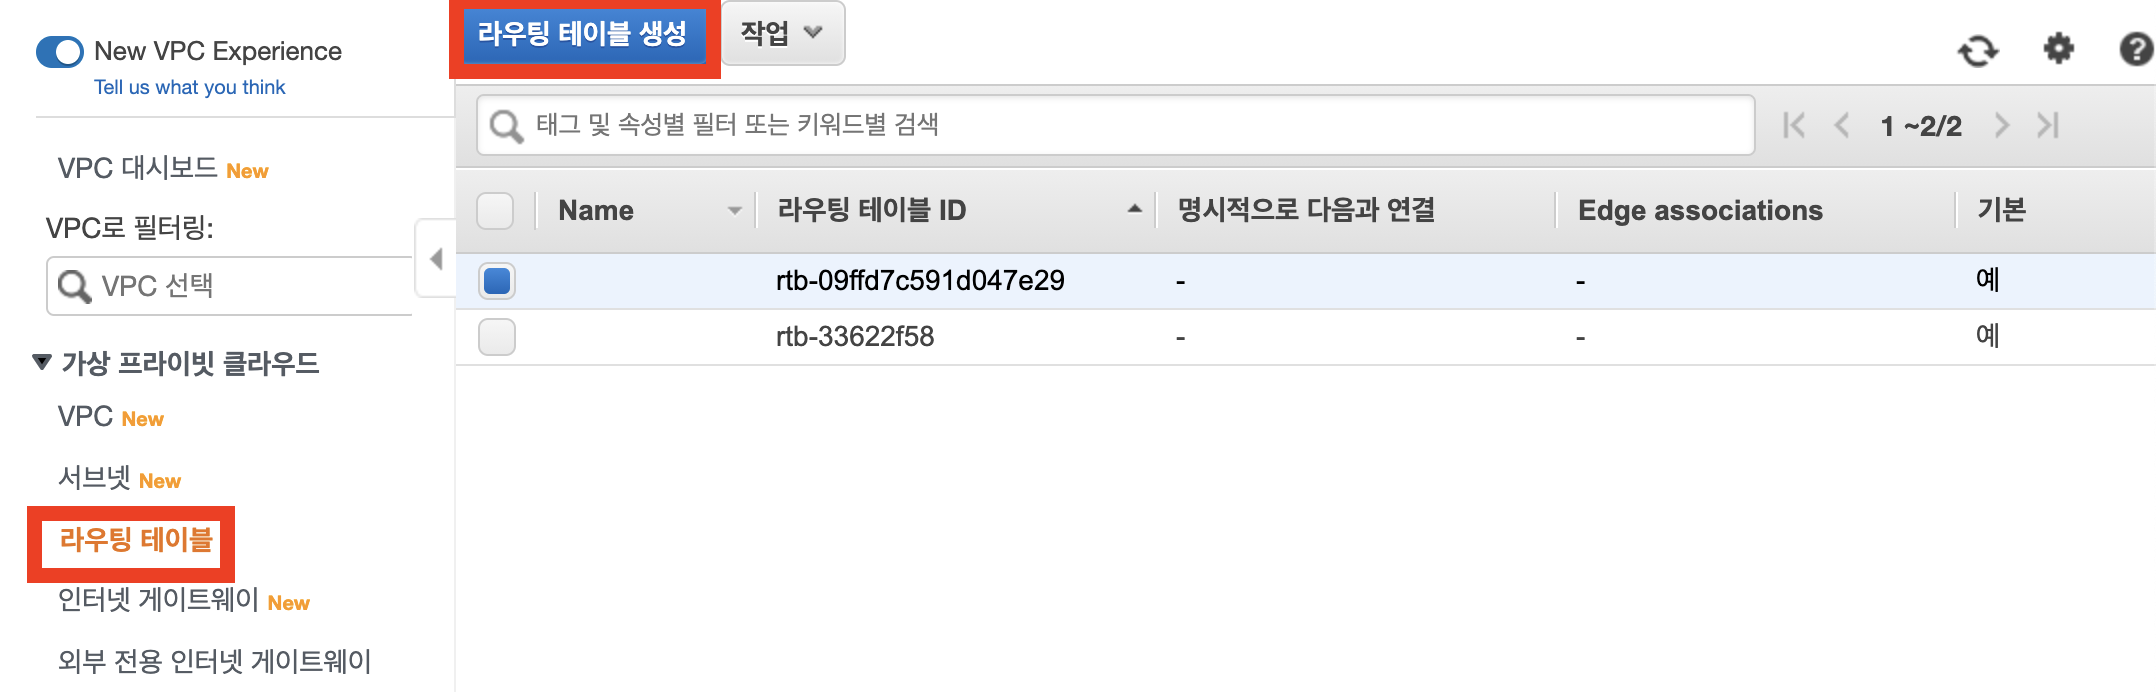 New VPC Experience
Tell us what you think
VPC 대시보드 New
VPC로 필터링:
VPC 선택
가상 프라이빗 클라우드
VPC New
서브넷 New
라우팅 테이블
인터넷 게이트웨이 New
외부 전용 인터넷 게이트웨이
라우팅 테이블 생성 작업
태그 및 속성별 필터 또는 키워드별 검색 1 ~2/2
Name 라우팅 테이블 ID 명시적으로 다음과 연결 Edge associations 기본
rtb-09ffd7c591d047e29 - - 예
rtb-33622f58 - - 예